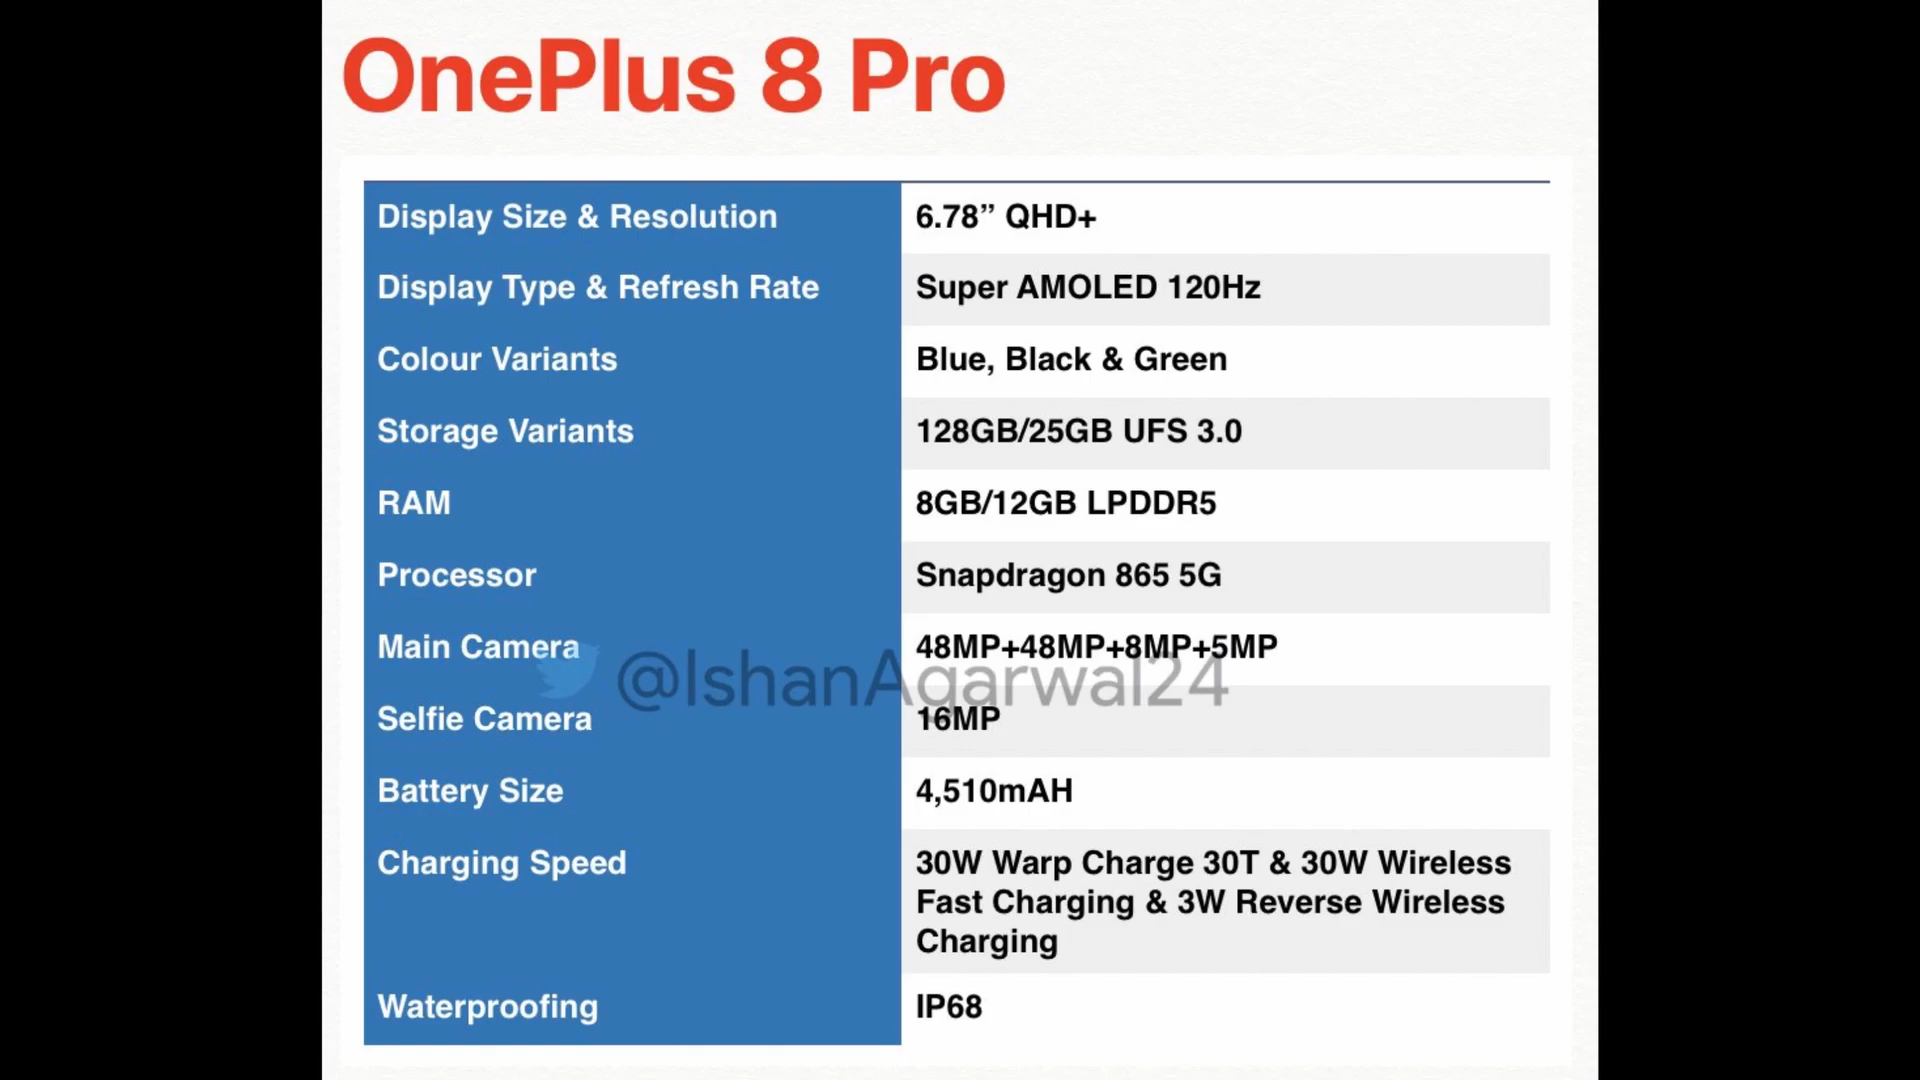 OnePlus 8 Pro
Display Size & Resolution 6.78” QHD+
Display Type & Refresh Rate Super AMOLED 120Hz
Colour Variants Blue, Black & Green
Storage Variants 128GB/25GB UFS 3.0
RAM 8GB/12GB LPDDR5
Processor Snapdragon 865 5G
Main Camera 48MP+48MP+8MP+5MP
@IshanAgarwal24
Selfie Camera 16MP
Battery Size 4,510mAH
Charging Speed 30W Warp Charge 30T & 30W Wireless
Fast Charging & 3W Reverse Wireless
Charging
Waterproofing IP68